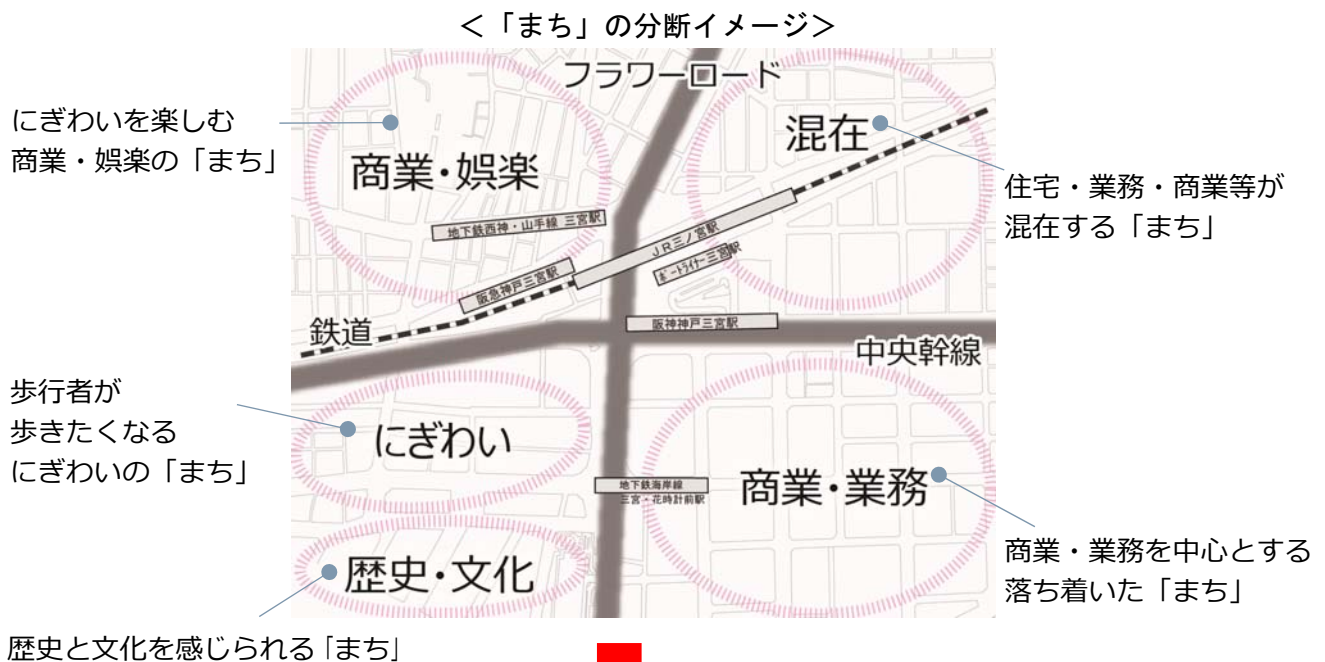 ＜「まち」の分断イメージ＞
フラワーロード
にぎわいを楽しむ
商業・娯楽の「まち」
商業・娯楽
混在
住宅・業務・商業等が
混在する「まち」
地下鉄西神・山手線 三宮駅
JR三ノ宮駅
ポートライナー三宮駅
阪急神戸三宮駅
阪神神戸三宮駅
鉄道
中央幹線
歩行者が
歩きたくなる
にぎわいの「まち」
にぎわい
地下鉄海岸線
三宮・花時計前駅
商業・業務
商業・業務を中心とする
落ち着いた「まち」
歴史・文化
歴史と文化を感じられる「まち」